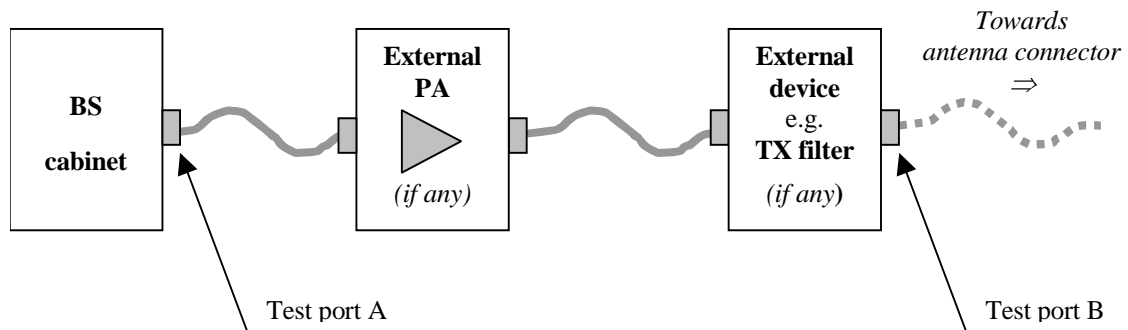 BS
cabinet
External
PA
(if any)
External
device
e.g.
TX filter
(if any)
Towards
antenna connector
⇒
Test port A
Test port B